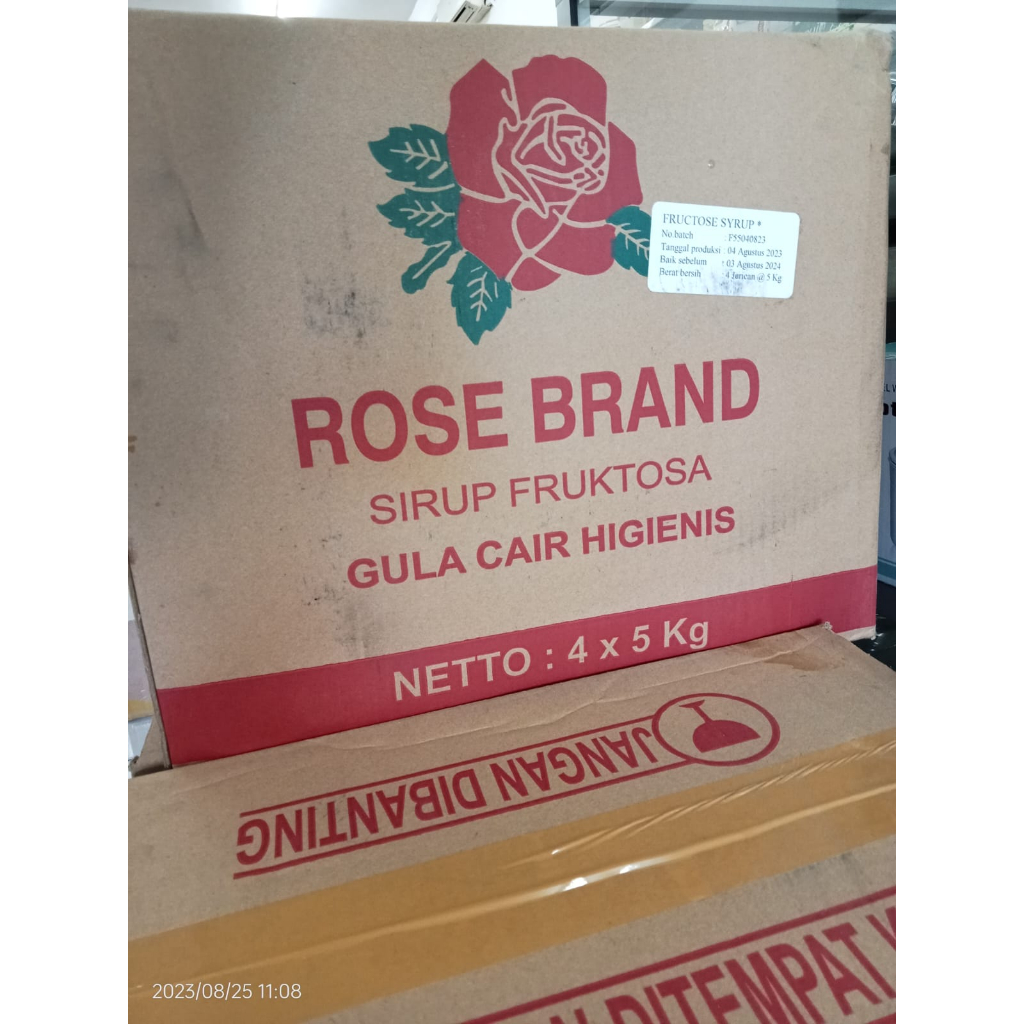 FRUCTOSE SYRUP *
No.batch : F55040823
Tanggal produksi : 04 Agustus 2023
Baik sebelum : 03 Agustus 2024
Berat bersih : 4 Jurican @ 5 Kg
ROSE BRAND
SIRUP FRUKTOSA
GULA CAIR HIGIENIS
NETTO : 4 x 5 Kg
JANGAN DIBANTING
DITEMPAT
2023/08/25 11:08